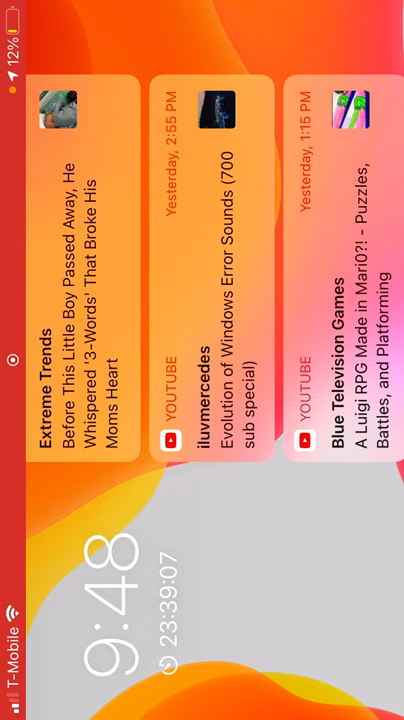 T-Mobile
12%
9:48
23:39:07
Extreme Trends
Before This Little Boy Passed Away, He
Whispered '3-Words' That Broke His
Moms Heart
YOUTUBE
Yesterday, 2:55 PM
iluvmercedes
Evolution of Windows Error Sounds (700
sub special)
YOUTUBE
Yesterday, 1:15 PM
Blue Television Games
A Luigi RPG Made in Mari0?! - Puzzles,
Battles, and Platforming